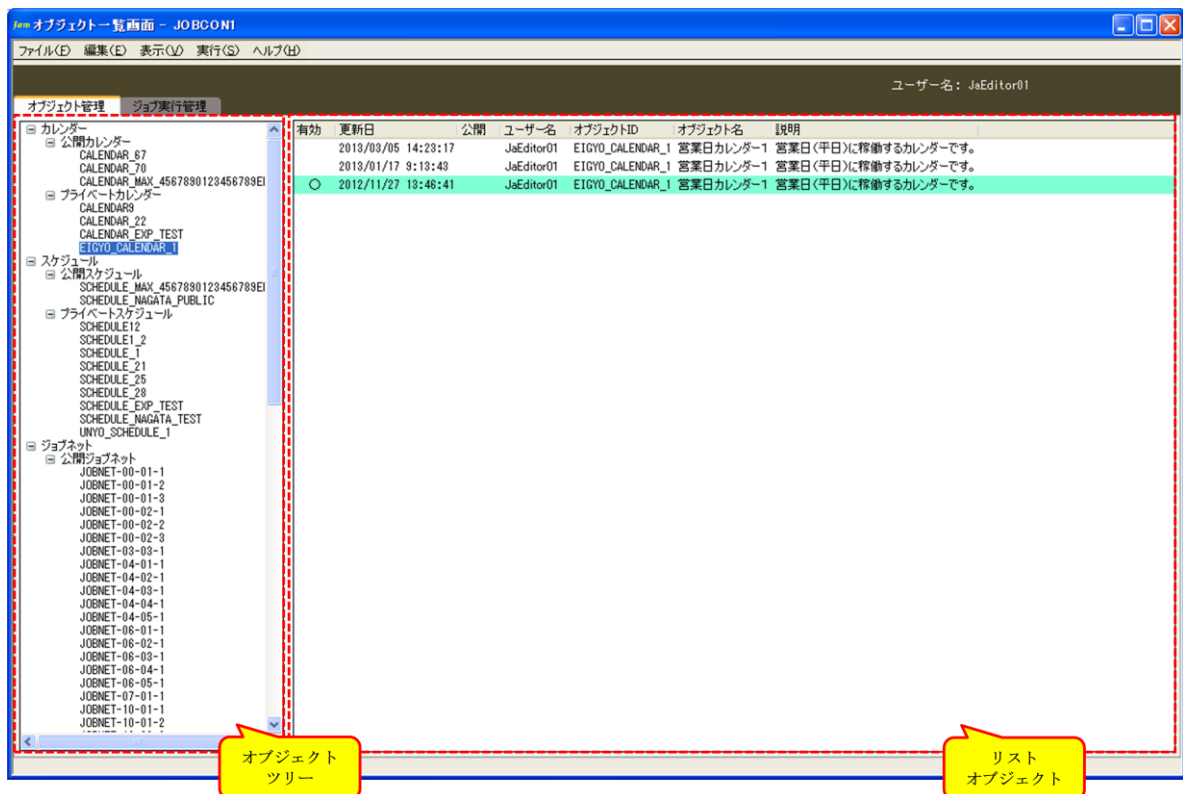 Jam オブジェクト一覧画面 - JOBCON1
ファイル(F) 編集(E) 表示(V) 実行(S) ヘルプ(H)
ユーザー名: JaEditor01
オブジェクト管理 ジョブ実行管理
カレンダー
公開カレンダー
CALENDAR_67
CALENDAR_70
CALENDAR_MAX_4567890123456789EI
プライベートカレンダー
CALENDAR9
CALENDAR_22
CALENDAR_EXP_TEST
EIGYO_CALENDAR_1
スケジュール
公開スケジュール
SCHEDULE_MAX_4567890123456789EI
SCHEDULE_NAGATA_PUBLIC
プライベートスケジュール
SCHEDULE12
SCHEDULE1_2
SCHEDULE_1
SCHEDULE_21
SCHEDULE_25
SCHEDULE_28
SCHEDULE_EXP_TEST
SCHEDULE_NAGATA_TEST
UNYO_SCHEDULE_1
ジョブネット
公開ジョブネット
JOBNET-00-01-1
JOBNET-00-01-2
JOBNET-00-01-3
JOBNET-00-02-1
JOBNET-00-02-2
JOBNET-00-02-3
JOBNET-03-03-1
JOBNET-04-01-1
JOBNET-04-02-1
JOBNET-04-03-1
JOBNET-04-04-1
JOBNET-04-05-1
JOBNET-06-01-1
JOBNET-06-02-1
JOBNET-06-03-1
JOBNET-06-04-1
JOBNET-06-05-1
JOBNET-07-01-1
JOBNET-10-01-1
JOBNET-10-01-2
有効 更新日 公開 ユーザー名 オブジェクトID オブジェクト名 説明
2013/03/05 14:23:17 JaEditor01 EIGYO_CALENDAR_1 営業日カレンダー1 営業日(平日)に稼働するカレンダーです。
2013/01/17 9:13:43 JaEditor01 EIGYO_CALENDAR_1 営業日カレンダー1 営業日(平日)に稼働するカレンダーです。
○ 2012/11/27 13:46:41 JaEditor01 EIGYO_CALENDAR_1 営業日カレンダー1 営業日(平日)に稼働するカレンダーです。
オブジェクト
ツリー
リスト
オブジェクト